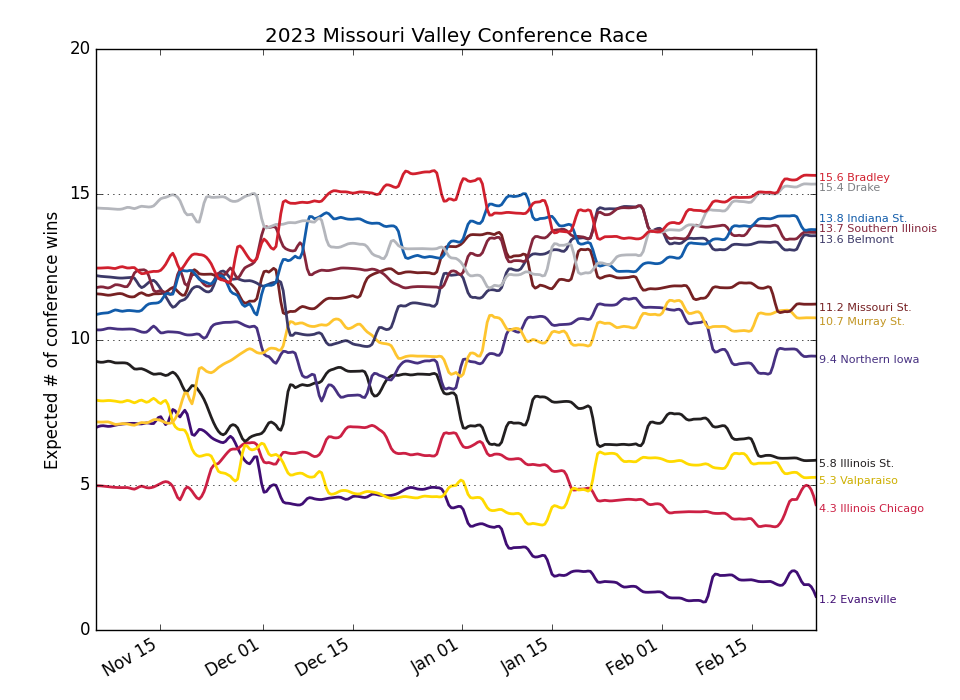 2023 Missouri Valley Conference Race
Expected # of conference wins
20
15
10
5
0
15.6 Bradley
15.4 Drake
13.8 Indiana St.
13.7 Southern Illinois
13.6 Belmont
11.2 Missouri St.
10.7 Murray St.
9.4 Northern Iowa
5.8 Illinois St.
5.3 Valparaiso
4.3 Illinois Chicago
1.2 Evansville
Nov 15
Dec 01
Dec 15
Jan 01
Jan 15
Feb 01
Feb 15